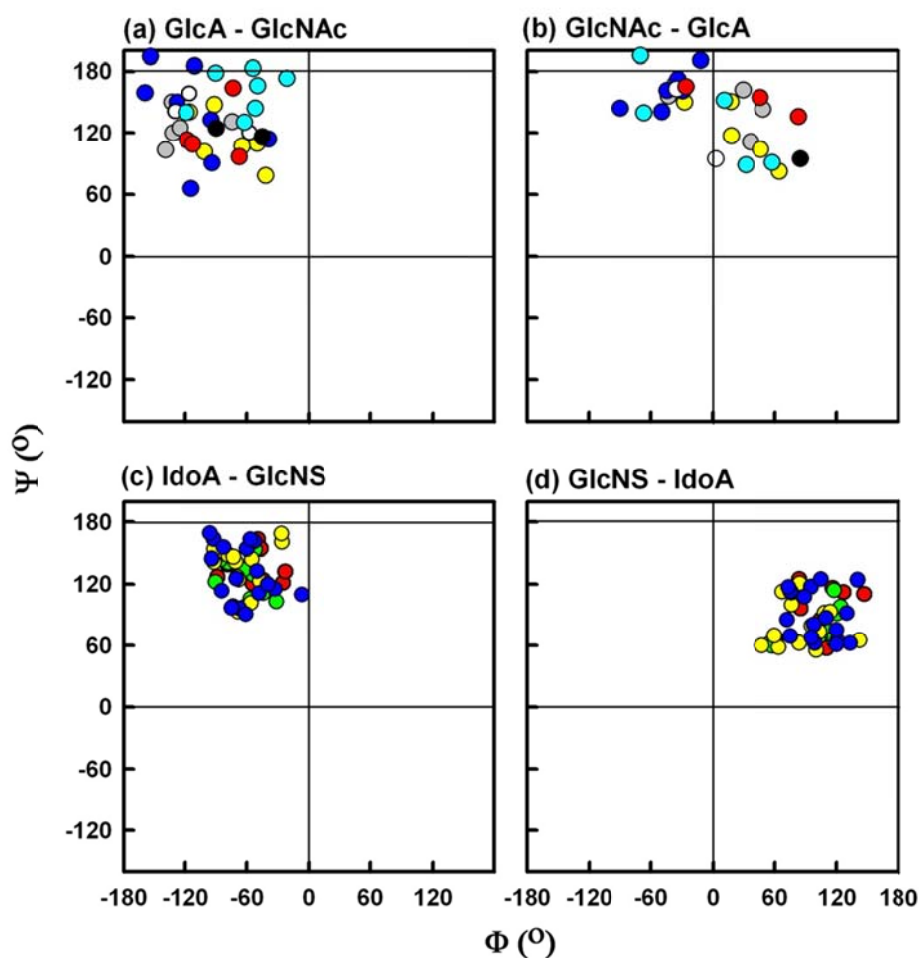 (a) GlcA - GlcNAc
(b) GlcNAc - GlcA
180
120
60
0
-60
-120
(c) IdoA - GlcNS
(d) GlcNS - IdoA
180
120
60
0
-60
-120
-180 -120 -60 0 60 120 -180 -120 -60 0 60 120 180
Ψ (O)
Φ (O)